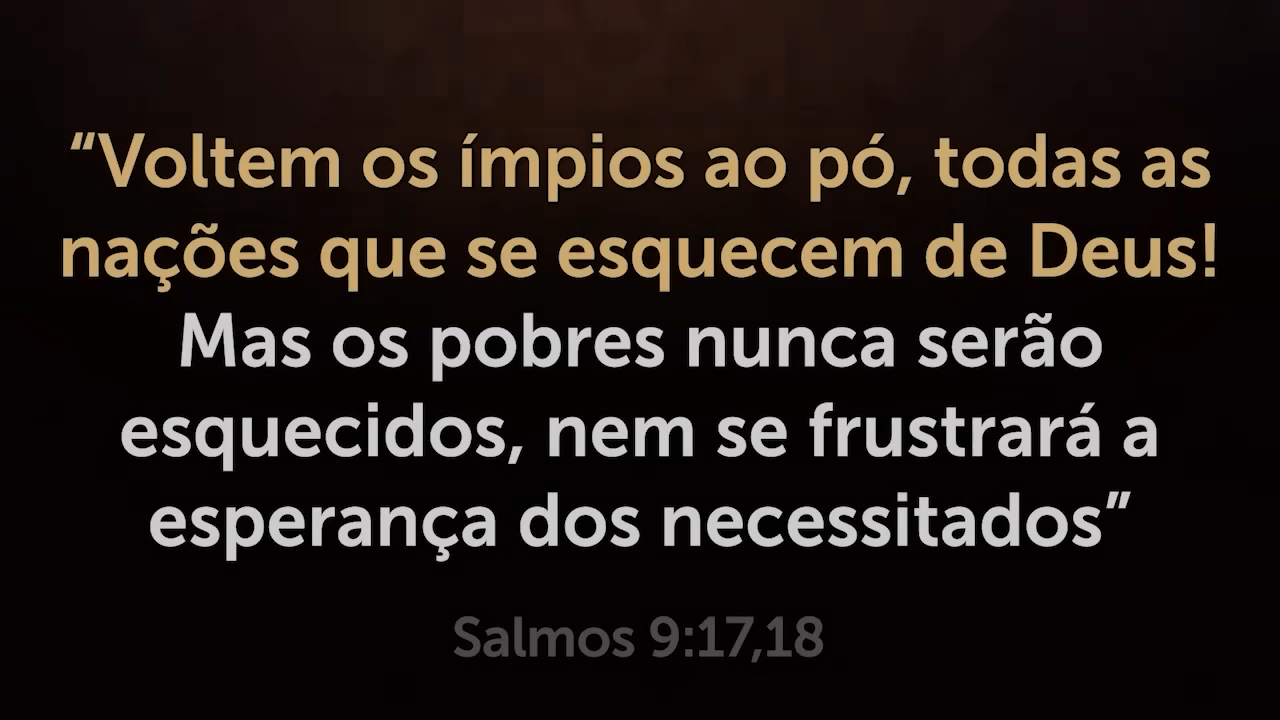 “Voltem os ímpios ao pó, todas as
nações que se esquecem de Deus!
Mas os pobres nunca serão
esquecidos, nem se frustrará a
esperança dos necessitados”
Salmos 9:17,18